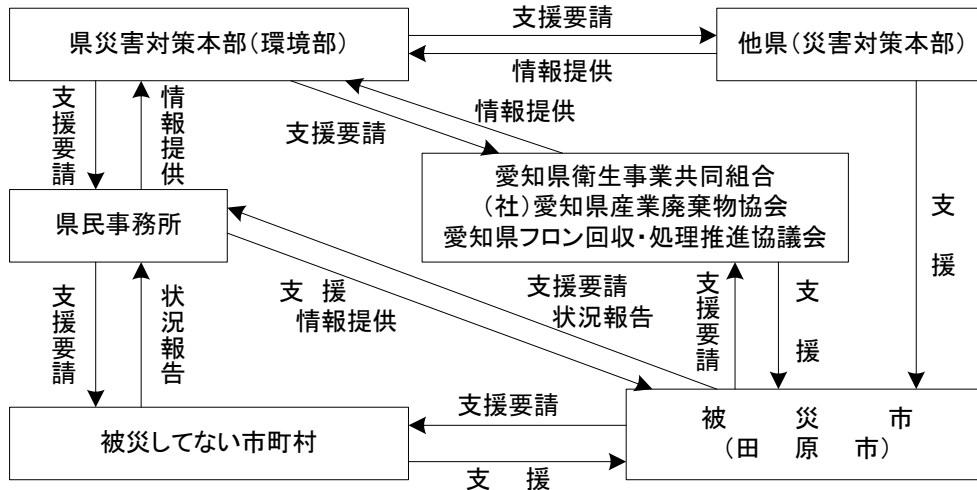 県災害対策本部(環境部)
支援要請
他県(災害対策本部)
情報提供
支援要請
情報提供
支援要請
情報提供
愛知県衛生事業共同組合
(社)愛知県産業廃棄物協会
愛知県フロン回収・処理推進協議会
支援
県民事務所
支援要請
状況報告
支援
情報提供
支援要請
状況報告
支援要請
支援
被災してない市町村
支援要請
支援
被災市
(田原市)